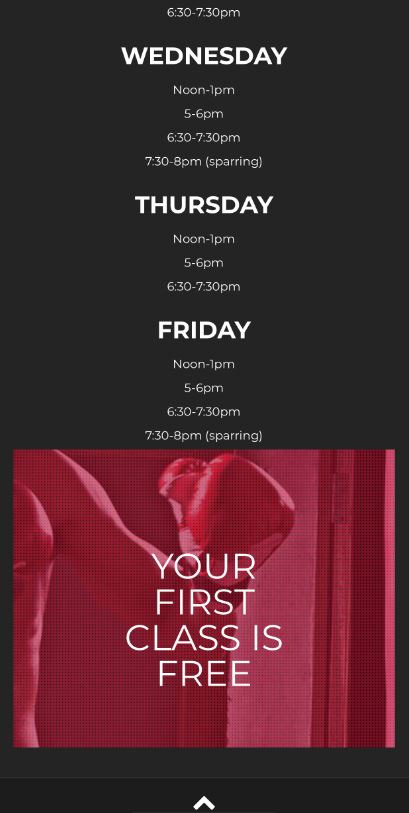 6:30-7:30pm
WEDNESDAY
Noon-1pm
5-6pm
6:30-7:30pm
7:30-8pm (sparring)
THURSDAY
Noon-1pm
5-6pm
6:30-7:30pm
FRIDAY
Noon-1pm
5-6pm
6:30-7:30pm
7:30-8pm (sparring)
YOUR
FIRST
CLASS IS
FREE